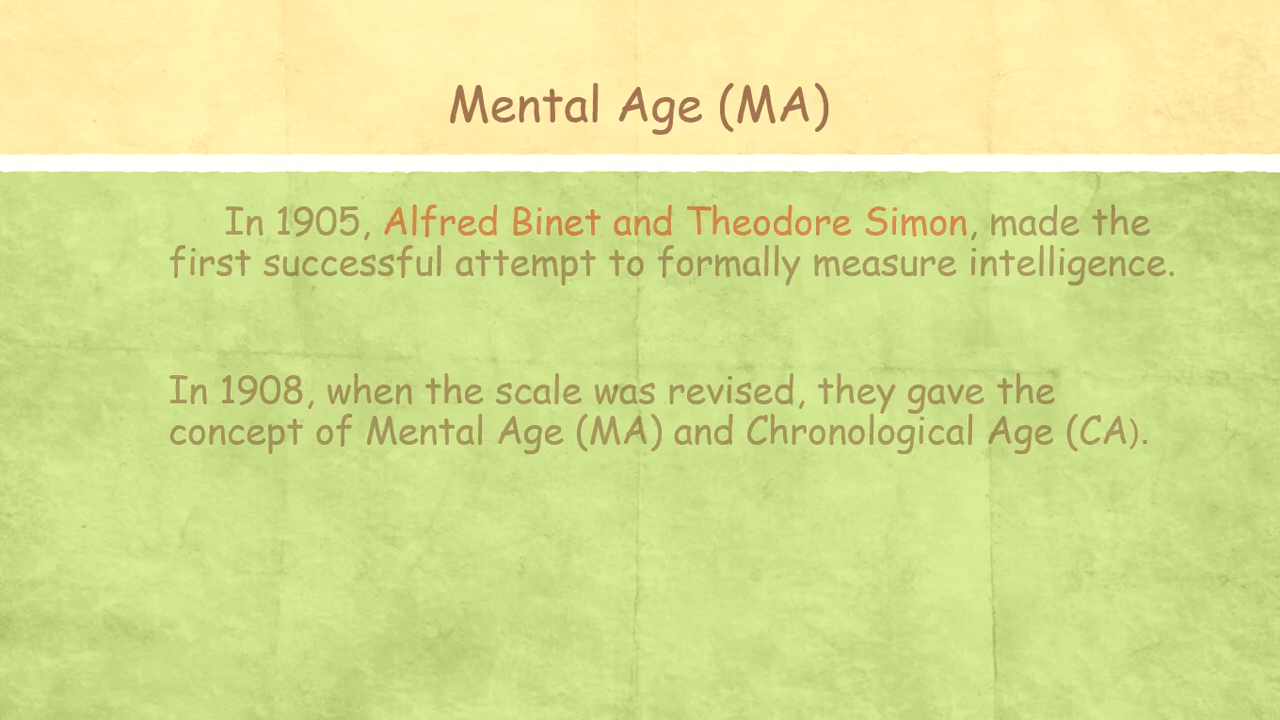 Mental Age (MA)
In 1905, Alfred Binet and Theodore Simon, made the
first successful attempt to formally measure intelligence.
In 1908, when the scale was revised, they gave the
concept of Mental Age (MA) and Chronological Age (CA).